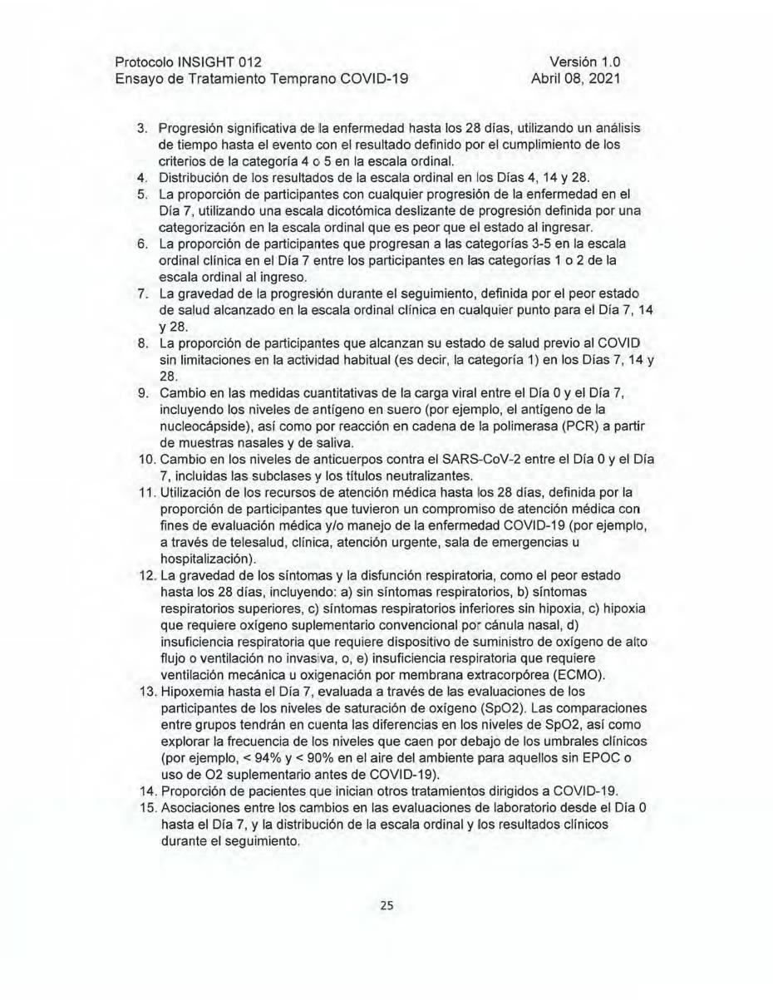 Protocolo INSIGHT 012 Versión 1.0
Ensayo de Tratamiento Temprano COVID-19 Abril 08, 2021
3. Progresión significativa de la enfermedad hasta los 28 días, utilizando un análisis
de tiempo hasta el evento con el resultado definido por el cumplimiento de los
criterios de la categoría 4 o 5 en la escala ordinal.
4. Distribución de los resultados de la escala ordinal en los Días 4, 14 y 28.
5. La proporción de participantes con cualquier progresión de la enfermedad en el
Día 7, utilizando una escala dicotómica deslizante de progresión definida por una
categorización en la escala ordinal que es peor que el estado al ingresar.
6. La proporción de participantes que progresan a las categorías 3-5 en la escala
ordinal clínica en el Día 7 entre los participantes en las categorías 1 o 2 de la
escala ordinal al ingreso.
7. La gravedad de la progresión durante el seguimiento, definida por el peor estado
de salud alcanzado en la escala ordinal clínica en cualquier punto para el Día 7, 14
y 28.
8. La proporción de participantes que alcanzan su estado de salud previo al COVID
sin limitaciones en la actividad habitual (es decir, la categoría 1) en los Días 7, 14 y
28.
9. Cambio en las medidas cuantitativas de la carga viral entre el Día 0 y el Día 7,
incluyendo los niveles de antígeno en suero (por ejemplo, el antígeno de la
nucleocápside), así como por reacción en cadena de la polimerasa (PCR) a partir
de muestras nasales y de saliva.
10. Cambio en los niveles de anticuerpos contra el SARS-CoV-2 entre el Día 0 y el Día
7, incluidas las subclases y los títulos neutralizantes.
11. Utilización de los recursos de atención médica hasta los 28 días, definida por la
proporción de participantes que tuvieron un compromiso de atención médica con
fines de evaluación médica y/o manejo de la enfermedad COVID-19 (por ejemplo,
a través de telesalud, clínica, atención urgente, sala de emergencias u
hospitalización).
12. La gravedad de los síntomas y la disfunción respiratoria, como el peor estado
hasta los 28 días, incluyendo: a) sin síntomas respiratorios, b) síntomas
respiratorios superiores, c) síntomas respiratorios inferiores sin hipoxia, c) hipoxia
que requiere oxígeno suplementario convencional por cánula nasal, d)
insuficiencia respiratoria que requiere dispositivo de suministro de oxígeno de alto
flujo o ventilación no invasiva, o, e) insuficiencia respiratoria que requiere
ventilación mecánica u oxigenación por membrana extracorpórea (ECMO).
13. Hipoxemia hasta el Día 7, evaluada a través de las evaluaciones de los
participantes de los niveles de saturación de oxígeno (SpO2). Las comparaciones
entre grupos tendrán en cuenta las diferencias en los niveles de SpO2, así como
explorar la frecuencia de los niveles que caen por debajo de los umbrales clínicos
(por ejemplo, < 94% y < 90% en el aire del ambiente para aquellos sin EPOC o
uso de O2 suplementario antes de COVID-19).
14. Proporción de pacientes que inician otros tratamientos dirigidos a COVID-19.
15. Asociaciones entre los cambios en las evaluaciones de laboratorio desde el Día 0
hasta el Día 7, y la distribución de la escala ordinal y los resultados clínicos
durante el seguimiento.
25